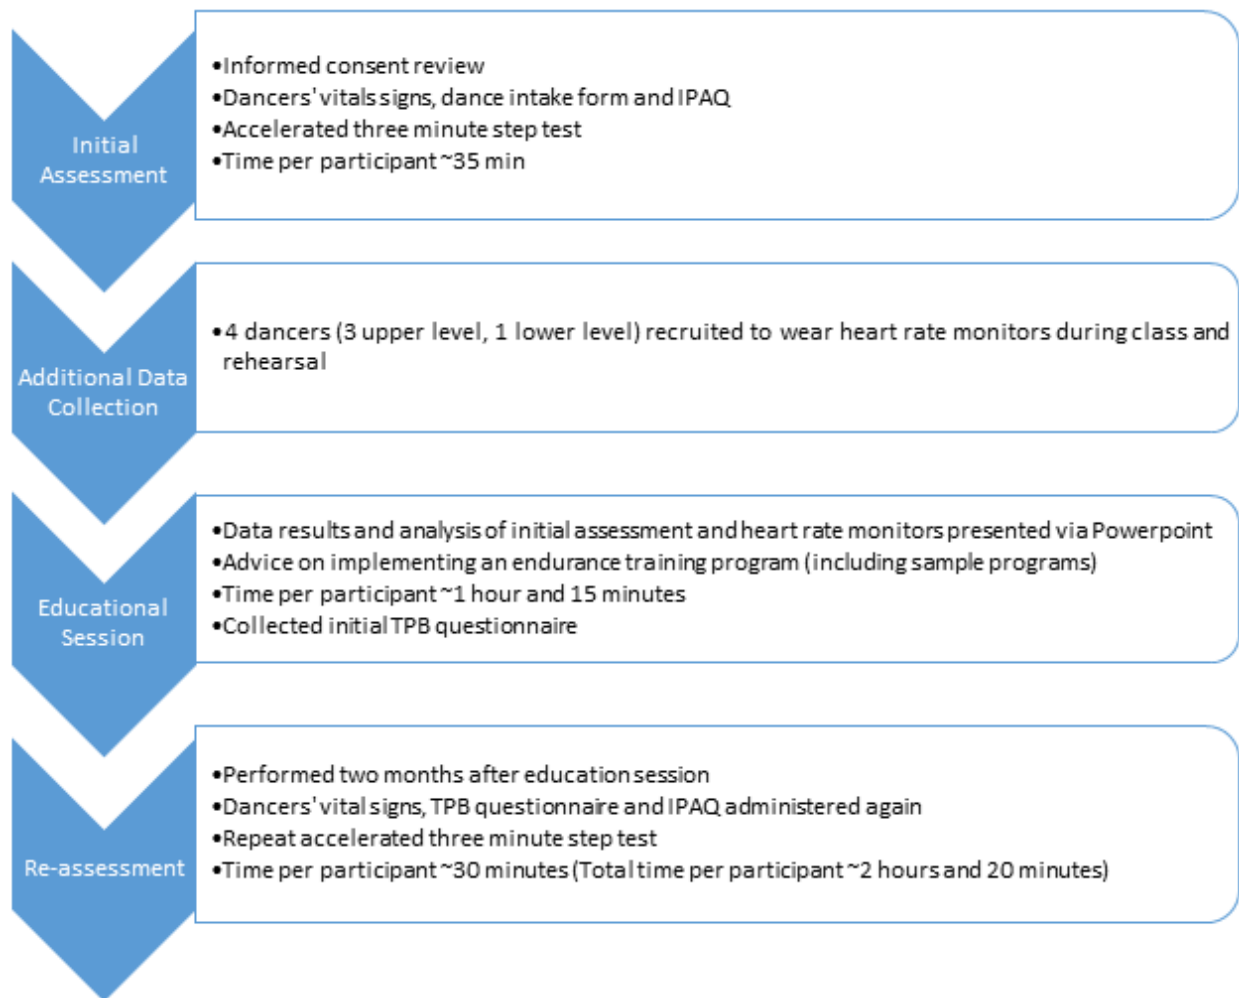 Initial
Assessment
•Informed consent review
•Dancers' vitals signs, dance intake form and IPAQ
•Accelerated three minute step test
•Time per participant ~35 min
Additional Data
Collection
•4 dancers (3 upper level, 1 lower level) recruited to wear heart rate monitors during class and
rehearsal
Educational
Session
•Data results and analysis of initial assessment and heart rate monitors presented via Powerpoint
•Advice on implementing an endurance training program (including sample programs)
•Time per participant ~1 hour and 15 minutes
•Collected initial TPB questionnaire
Re-assessment
•Performed two months after education session
•Dancers' vital signs, TPB questionnaire and IPAQ administered again
•Repeat accelerated three minute step test
•Time per participant ~30 minutes (Total time per participant ~2 hours and 20 minutes)